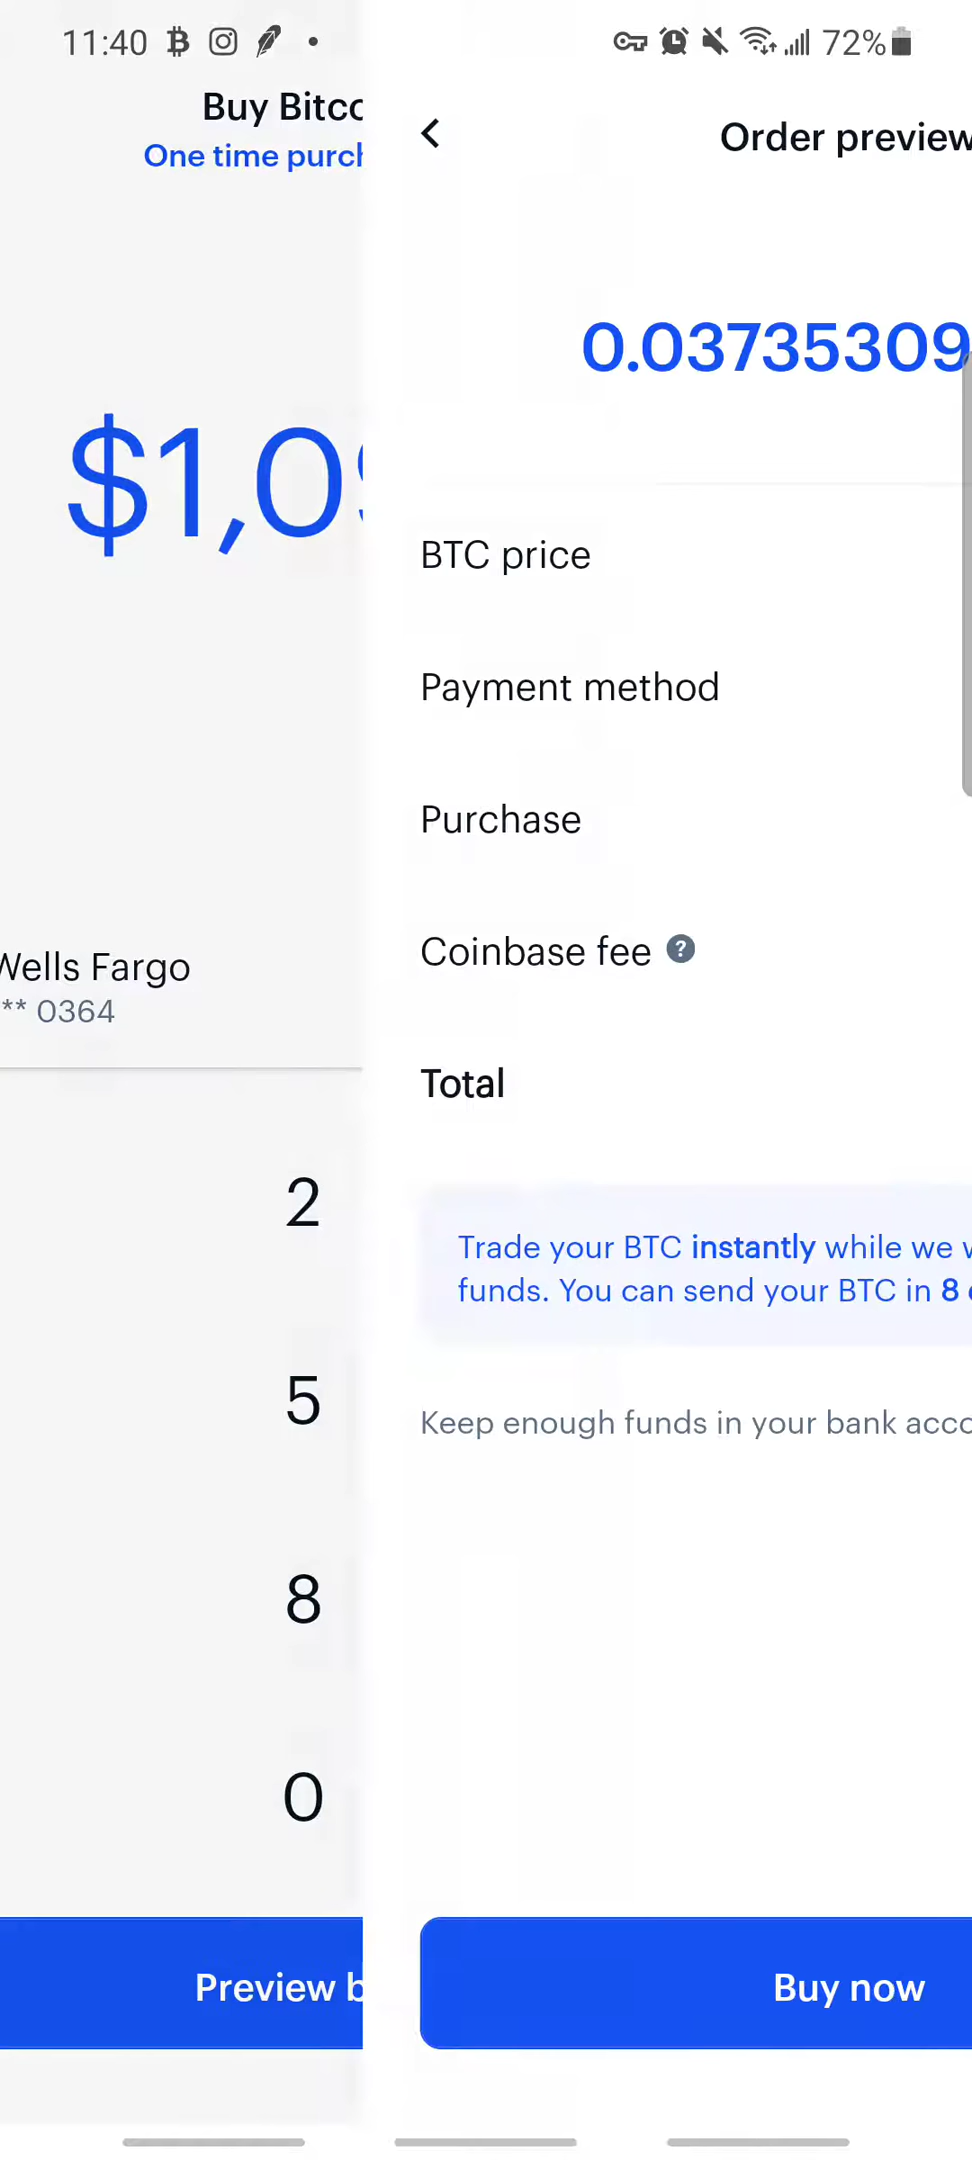 11:40 72%
Buy Bitco
One time purch
$1,0
Wells Fargo
** 0364
2
5
8
0
Preview b
Order preview
0.03735309
BTC price
Payment method
Purchase
Coinbase fee ?
Total
Trade your BTC instantly while we
funds. You can send your BTC in 8
Keep enough funds in your bank acco
Buy now